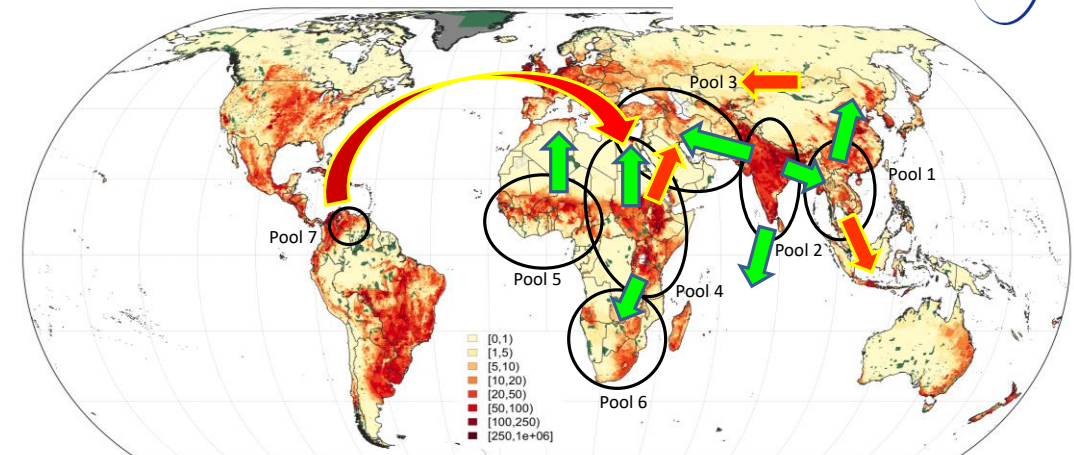 Pool 3
Pool 1
Pool 7
Pool 2
Pool 5
Pool 4
[0,1)
[1,5)
[5,10)
[10,20)
[20,50)
[50,100)
[100,250)
[250,1e+06]
Pool 6